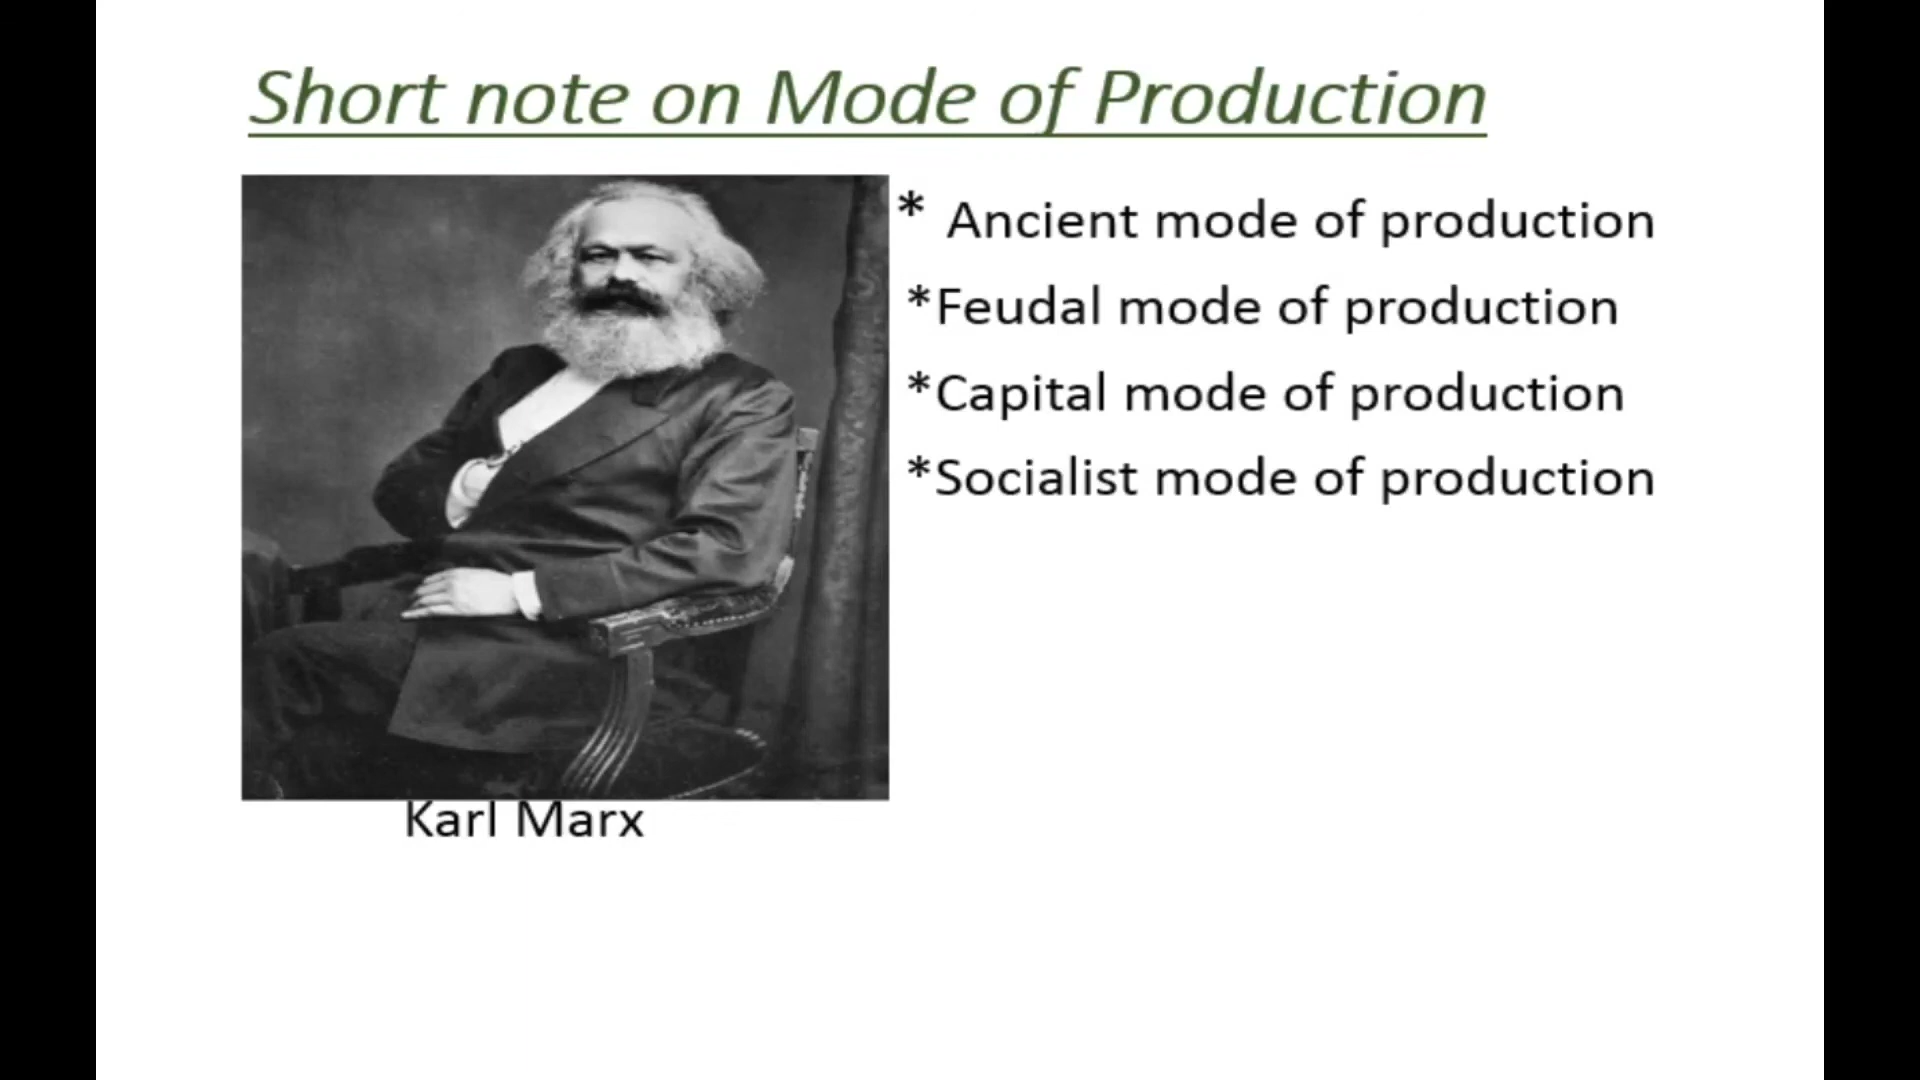 Short note on Mode of Production
* Ancient mode of production
*Feudal mode of production
*Capital mode of production
*Socialist mode of production
Karl Marx